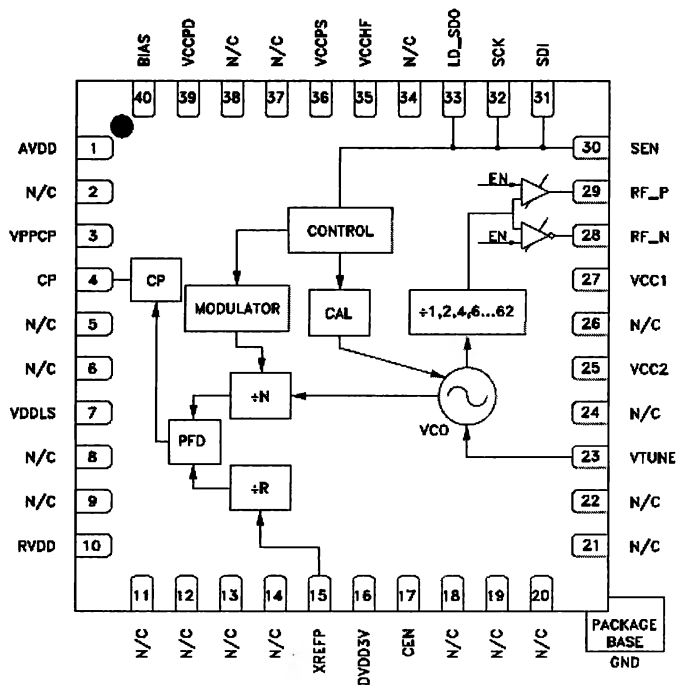 BIAS
VCCPD
N/C
N/C
VCCPS
VCCHF
N/C
LD_SDO
SCK
SDI
40 39 38 37 36 35 34 33 32 31
AVDD 1
N/C 2
VPPCP 3
CP 4
N/C 5
N/C 6
VDDLS 7
N/C 8
N/C 9
RVDD 10
30 SEN
29 RF_P
28 RF_N
27 VCC1
26 N/C
25 VCC2
24 N/C
23 VTUNE
22 N/C
21 N/C
EN
EN
CONTROL
CP
MODULATOR
CAL
÷1,2,4,6...62
÷N
VCO
PFD
÷R
11 12 13 14 15 16 17 18 19 20
N/C
N/C
N/C
N/C
XREFP
DVDD3V
CEN
N/C
N/C
N/C
PACKAGE
BASE
GND